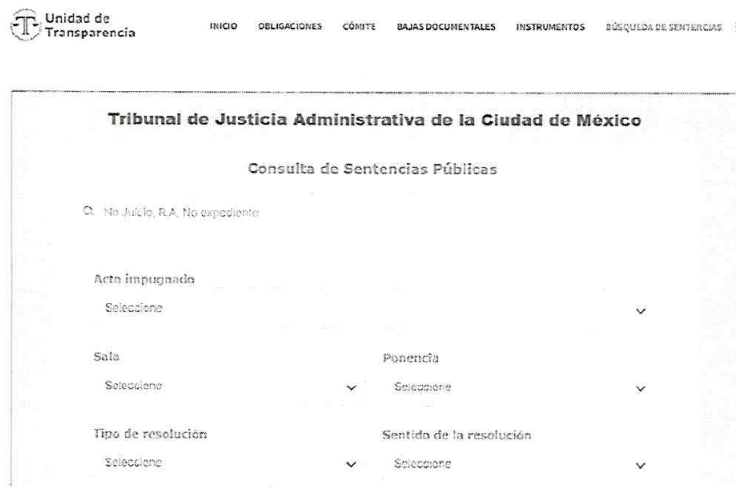 Unidad de
Transparencia
INICIO OBLIGACIONES CÓMITE BAJAS DOCUMENTALES INSTRUMENTOS BÚSQUEDA DE SENTENCIAS
Tribunal de Justicia Administrativa de la Ciudad de México
Consulta de Sentencias Públicas
No Juicio, R.A, No expediente
Acto impugnado
Seleccione
Sala Ponencia
Seleccione Seleccione
Tipo de resolución Sentido de la resolución
Seleccione Seleccione